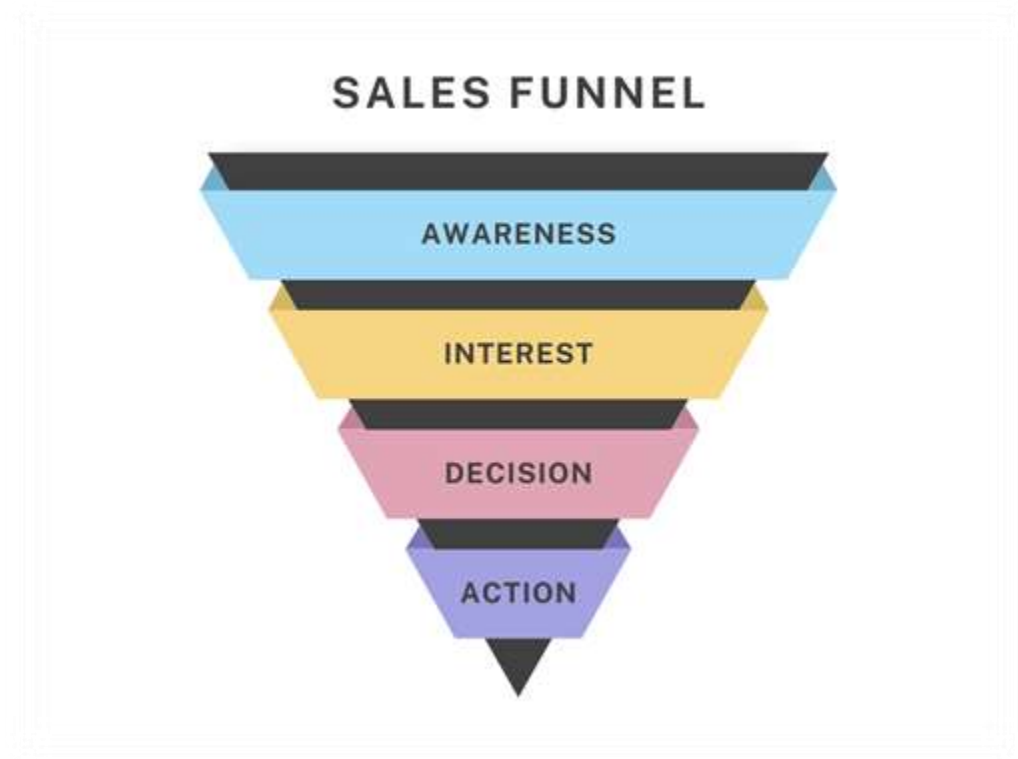 SALES FUNNEL
AWARENESS
INTEREST
DECISION
ACTION